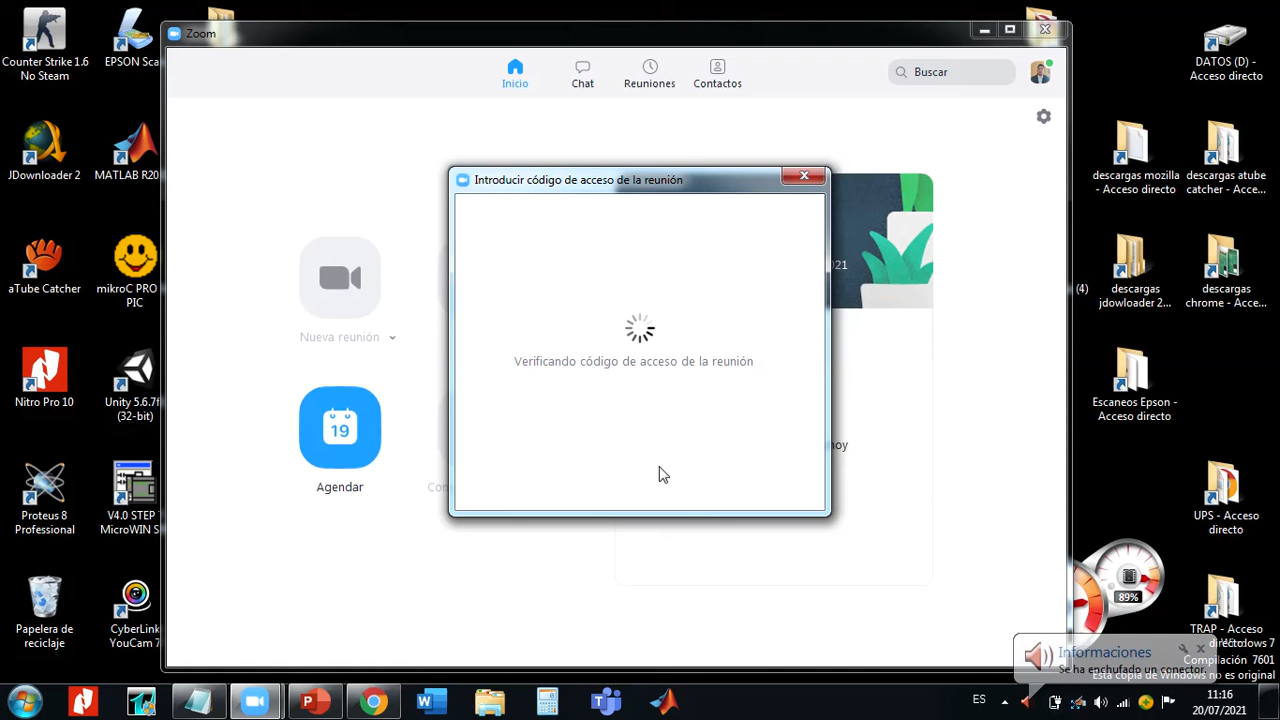 Counter Strike 1.6
No Steam
EPSON Sca
JDownloader 2
MATLAB R20
aTube Catcher
mikroC PRO
PIC
Nitro Pro 10
Unity 5.6.7f
(32-bit)
Proteus 8
Professional
V4.0 STEP 7
MicroWIN S
Papelera de
reciclaje
CyberLink
YouCam 7
Zoom
Inicio
Chat
Reuniones
Contactos
Buscar
Introducir código de acceso de la reunión
Verificando código de acceso de la reunión
Nueva reunión
19
Agendar
021
hoy
DATOS (D) -
Acceso directo
descargas mozilla
- Acceso directo
descargas atube
catcher - Acce...
(4)
descargas
jdowloader 2...
descargas
chrome - Acce...
Escaneos Epson -
Acceso directo
UPS - Acceso
directo
89%
TRAP - Acceso
directo
Windows 7
Compilación 7601
Esta copia de Windows no es original
Informaciones
Se ha enchufado un conector.
ES
11:16
20/07/2021